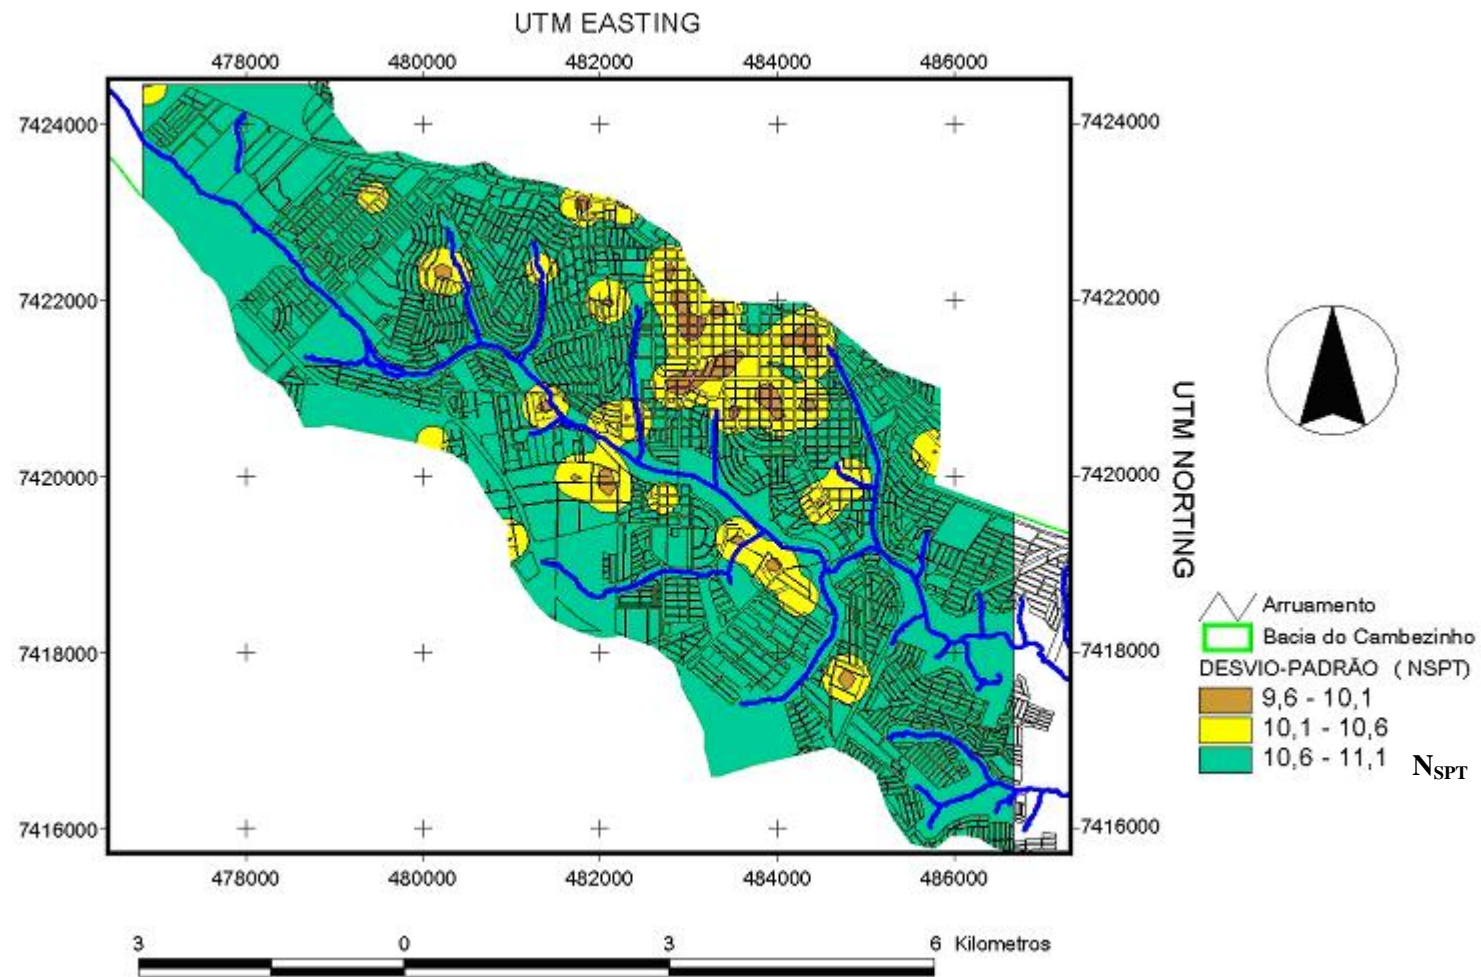 UTM EASTING
478000 480000 482000 484000 486000
7424000 7424000
7422000 7422000
7420000 7420000
7418000 7418000
7416000 7416000
UTM NORTING
478000 480000 482000 484000 486000
Arruamento
Bacia do Cambezinho
DESVIO-PADRÃO ( NSPT)
9,6 - 10,1
10,1 - 10,6
10,6 - 11,1 NSPT
3 0 3 6 Kilometros